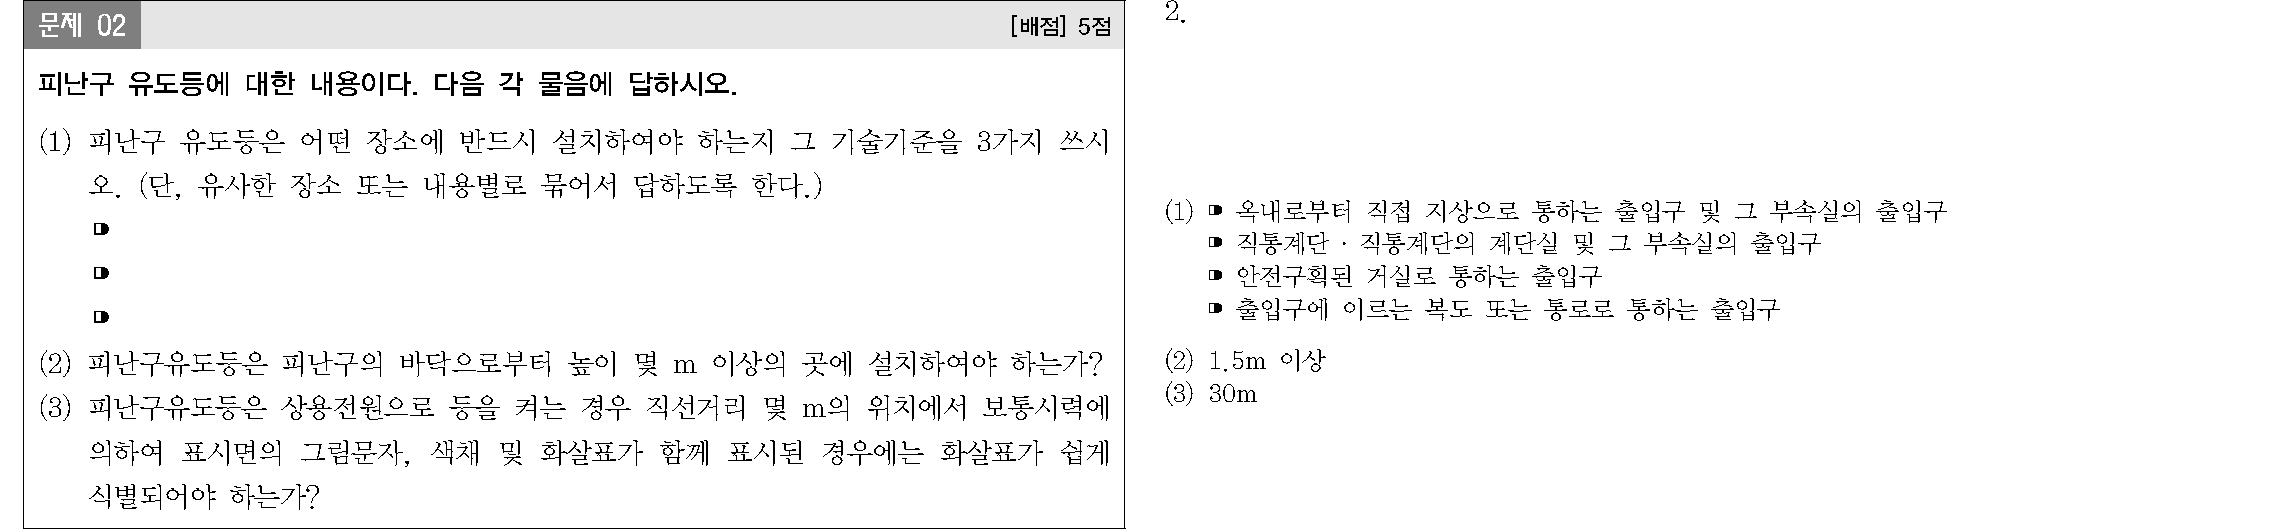 문제 02 [배점] 5점
피난구 유도등에 대한 내용이다. 다음 각 물음에 답하시오.
(1) 피난구 유도등은 어떤 장소에 반드시 설치하여야 하는지 그 기술기준을 3가지 쓰시
오. (단, 유사한 장소 또는 내용별로 묶어서 답하도록 한다.)
(2) 피난구유도등은 피난구의 바닥으로부터 높이 몇 m 이상의 곳에 설치하여야 하는가?
(3) 피난구유도등은 상용전원으로 등을 켜는 경우 직선거리 몇 m의 위치에서 보통시력에
의하여 표시면의 그림문자, 색채 및 화살표가 함께 표시된 경우에는 화살표가 쉽게
식별되어야 하는가?
2.
(1) 옥내로부터 직접 지상으로 통하는 출입구 및 그 부속실의 출입구
직통계단 · 직통계단의 계단실 및 그 부속실의 출입구
안전구획된 거실로 통하는 출입구
출입구에 이르는 복도 또는 통로로 통하는 출입구
(2) 1.5m 이상
(3) 30m